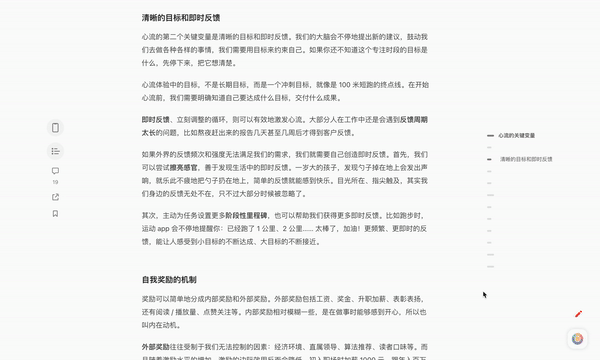 清晰的目标和即时反馈
心流的第二个关键变量是清晰的目标和即时反馈。我们的大脑会不停地提出新的建议，鼓动我
们去做各种各样的事情，我们需要用目标来约束自己。如果你还不知道这个专注时段的目标是
什么，先停下来，把它想清楚。
心流体验中的目标，不是长期目标，而是一个冲刺目标，就像是 100 米短跑的终点线。在开始
心流前，我们需要明确知道自己要达成什么目标，交付什么成果。
即时反馈、立刻调整的循环，则可以有效地激发心流。大部分人在工作中还是会遇到反馈周期
太长的问题，比如熬夜赶出来的报告几天甚至几周后才得到客户反馈。
如果外界的反馈频次和强度无法满足我们的需求，我们就需要自己创造即时反馈。首先，我们
可以尝试擦亮感官，善于发现生活中的即时反馈。一岁大的孩子，发现勺子掉在地上会发出声
响，就乐此不疲地把勺子扔在地上，简单的反馈就能感到快乐。目光所在、指尖触及，其实我
们身边的反馈无处不在，只不过大部分时候被忽略了。
其次，主动为任务设置更多阶段性里程碑，也可以帮助我们获得更多即时反馈。比如跑步时，
运动 app 会不停地提醒你：已经跑了 1 公里、2 公里…… 太棒了，加油！更频繁、更即时的反
馈，能让人感受到小目标的不断达成、大目标的不断接近。
自我奖励的机制
奖励可以简单地分成内部奖励和外部奖励。外部奖励包括工资、奖金、升职加薪、表彰表扬，
还有阅读 / 播放量、点赞关注等。内部奖励相对模糊一些，是在做事时能够感到开心，所以也
叫内在动机。
外部奖励往往受制于我们无法控制的因素：经济环境、直属领导、算法推荐、读者口味等。而
心流的关键变量
清晰的目标和即时反馈
19